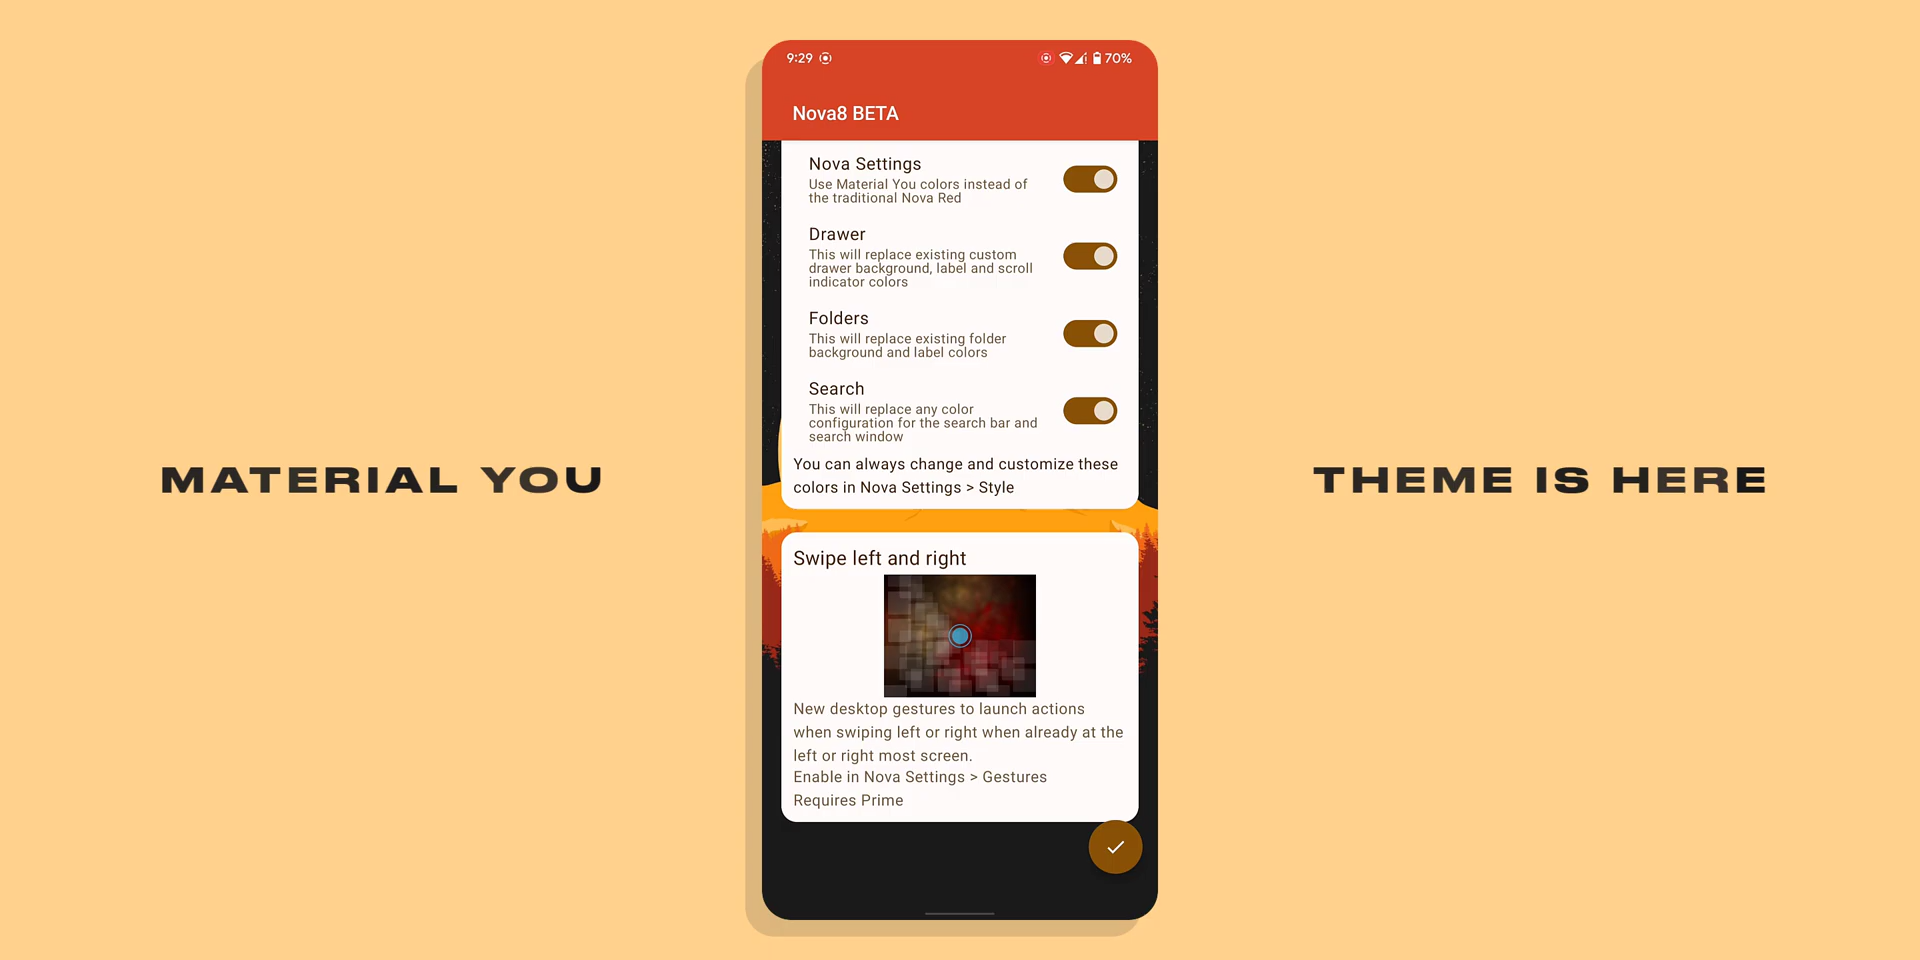 9:29
70%
Nova8 BETA
Nova Settings
Use Material You colors instead of
the traditional Nova Red
Drawer
This will replace existing custom
drawer background, label and scroll
indicator colors
Folders
This will replace existing folder
background and label colors
Search
This will replace any color
configuration for the search bar and
search window
You can always change and customize these
colors in Nova Settings > Style
MATERIAL YOU
THEME IS HERE
Swipe left and right
New desktop gestures to launch actions
when swiping left or right when already at the
left or right most screen.
Enable in Nova Settings > Gestures
Requires Prime